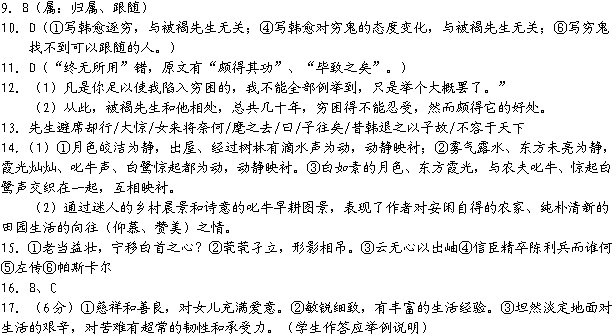 9. B（属：归属、跟随）
10. D（①写韩愈逐穷，与被褐先生无关；④写韩愈对穷鬼的态度变化，与被褐先生无关；⑥写穷鬼
找不到可以跟随的人。）
11. D（“终无所用”错，原文有“颇得其功”、“毕致之矣”。）
12.（1）凡是你足以使我陷入穷困的，我不能全部例举到，只是举个大概罢了。”
（2）从此，被褐先生和他相处，总共几十年，穷困得不能忍受，然而颇得它的好处。
13. 先生避席却行/大惊/女来将奈何/麾之去/曰/子往矣/昔韩退之以子故/不容于天下
14.（1）①月色皎洁为静，出屋、经过树林有滴水声为动，动静映衬；②雾气露水、东方未亮为静，
霞光灿灿、叱牛声、白鹭惊起都为动，动静映衬。③白如素的月色、东方霞光，与农夫叱牛、惊起白
鹭声交织在一起，互相映衬。
（2）通过迷人的乡村晨景和诗意的叱牛早耕图景，表现了作者对安闲自得的农家、纯朴清新的
田园生活的向往（仰慕、赞美）之情。
15. ①老当益壮，宁移白首之心？②茕茕孑立，形影相吊。③云无心以出岫④信臣精卒陈利兵而谁何
⑤左传⑥帕斯卡尔
16. B、C
17.（6分）①慈祥和善良，对女儿充满爱意。②敏锐细致，有丰富的生活经验。③坦然淡定地面对
生活的艰辛，对苦难有超常的韧性和承受力。（学生作答应举例说明）